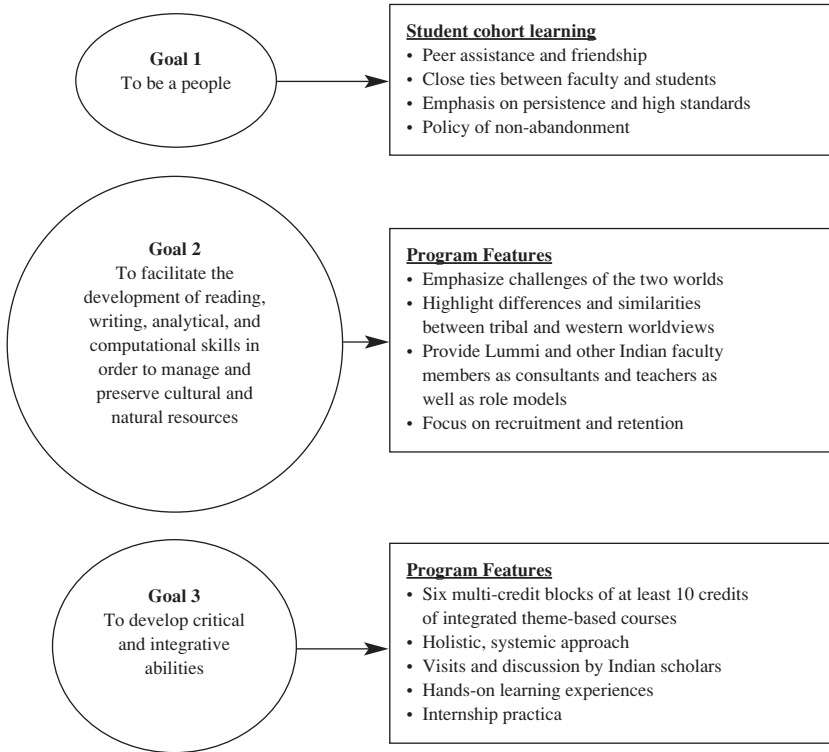 Goal 1
To be a people
Student cohort learning
• Peer assistance and friendship
• Close ties between faculty and students
• Emphasis on persistence and high standards
• Policy of non-abandonment
Goal 2
To facilitate the
development of reading,
writing, analytical, and
computational skills in
order to manage and
preserve cultural and
natural resources
Program Features
• Emphasize challenges of the two worlds
• Highlight differences and similarities
between tribal and western worldviews
• Provide Lummi and other Indian faculty
members as consultants and teachers as
well as role models
• Focus on recruitment and retention
Goal 3
To develop critical
and integrative
abilities
Program Features
• Six multi-credit blocks of at least 10 credits
of integrated theme-based courses
• Holistic, systemic approach
• Visits and discussion by Indian scholars
• Hands-on learning experiences
• Internship practica